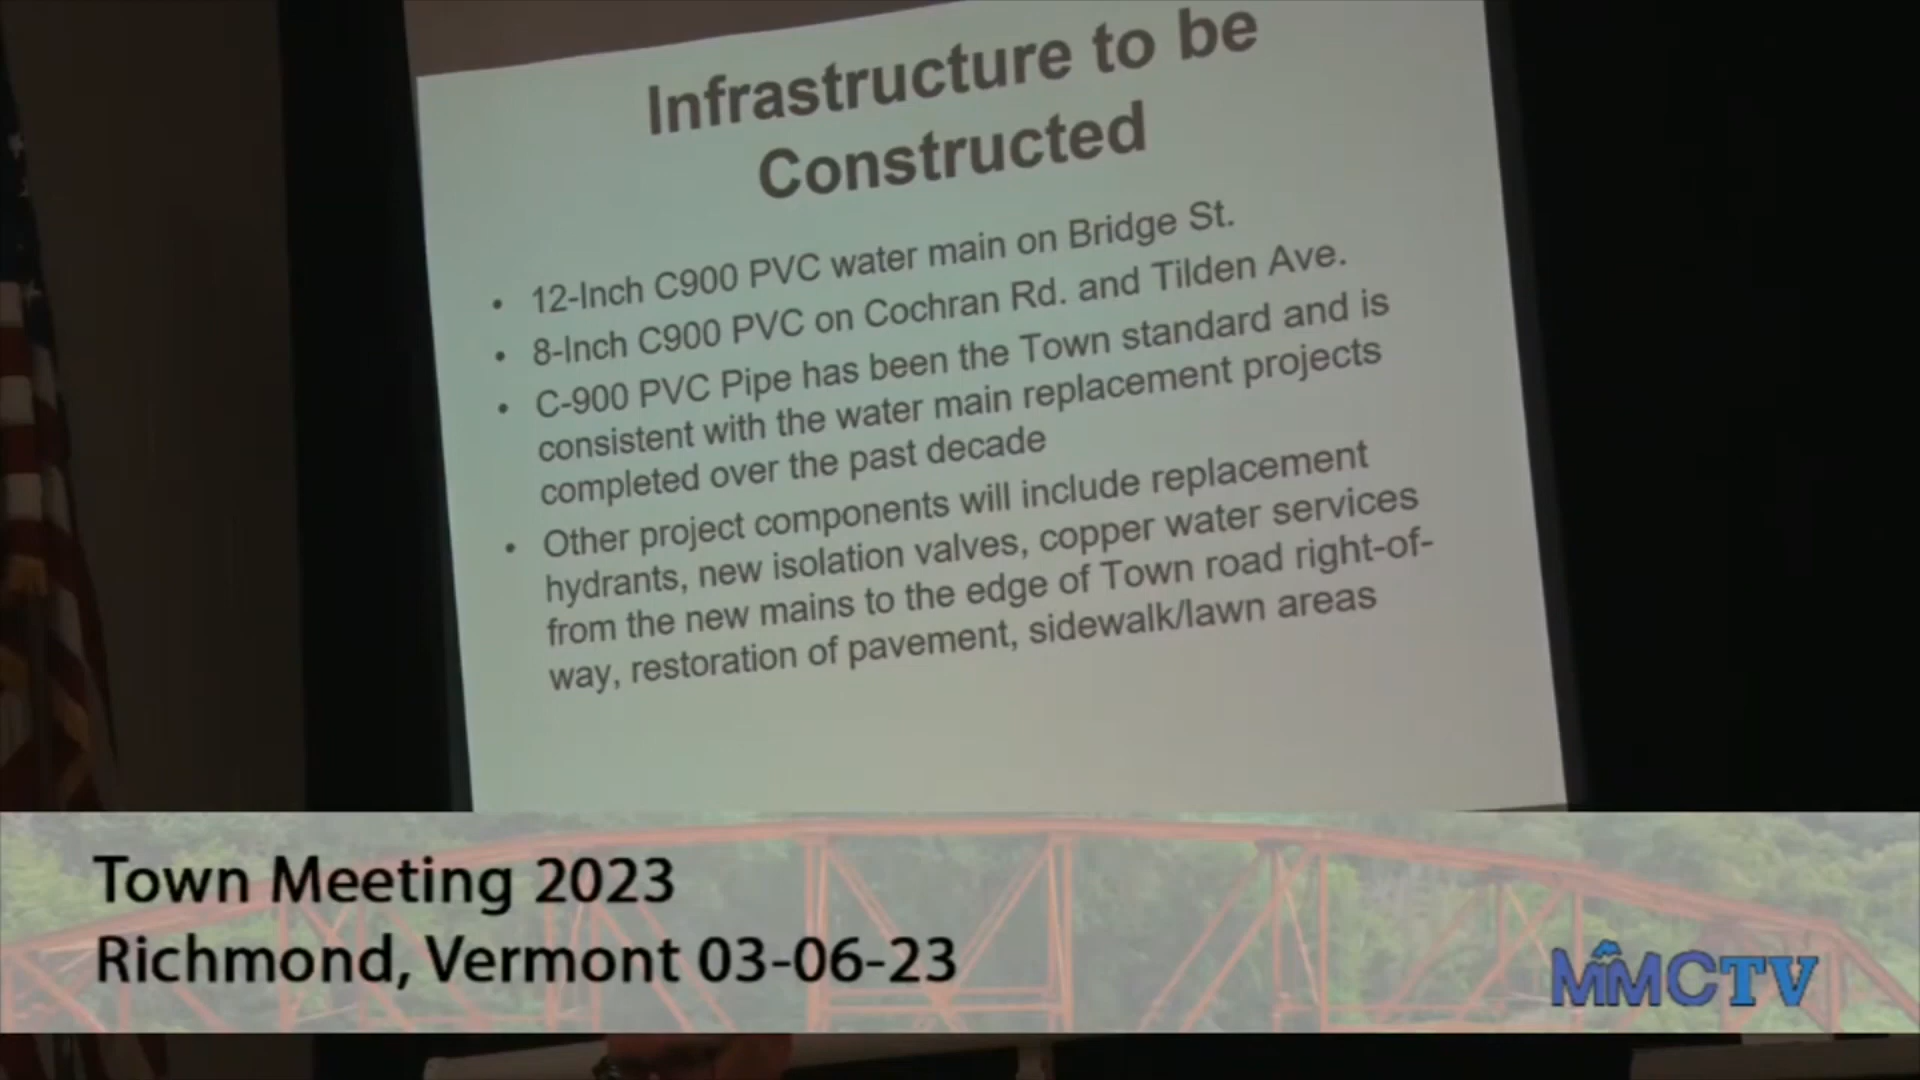 Infrastructure to be
Constructed
• 12-Inch C900 PVC water main on Bridge St.
• 8-Inch C900 PVC on Cochran Rd. and Tilden Ave.
• C-900 PVC Pipe has been the Town standard and is
consistent with the water main replacement projects
completed over the past decade
• Other project components will include replacement
hydrants, new isolation valves, copper water services
from the new mains to the edge of Town road right-of-
way, restoration of pavement, sidewalk/lawn areas
Town Meeting 2023
Richmond, Vermont 03-06-23
MMCTV